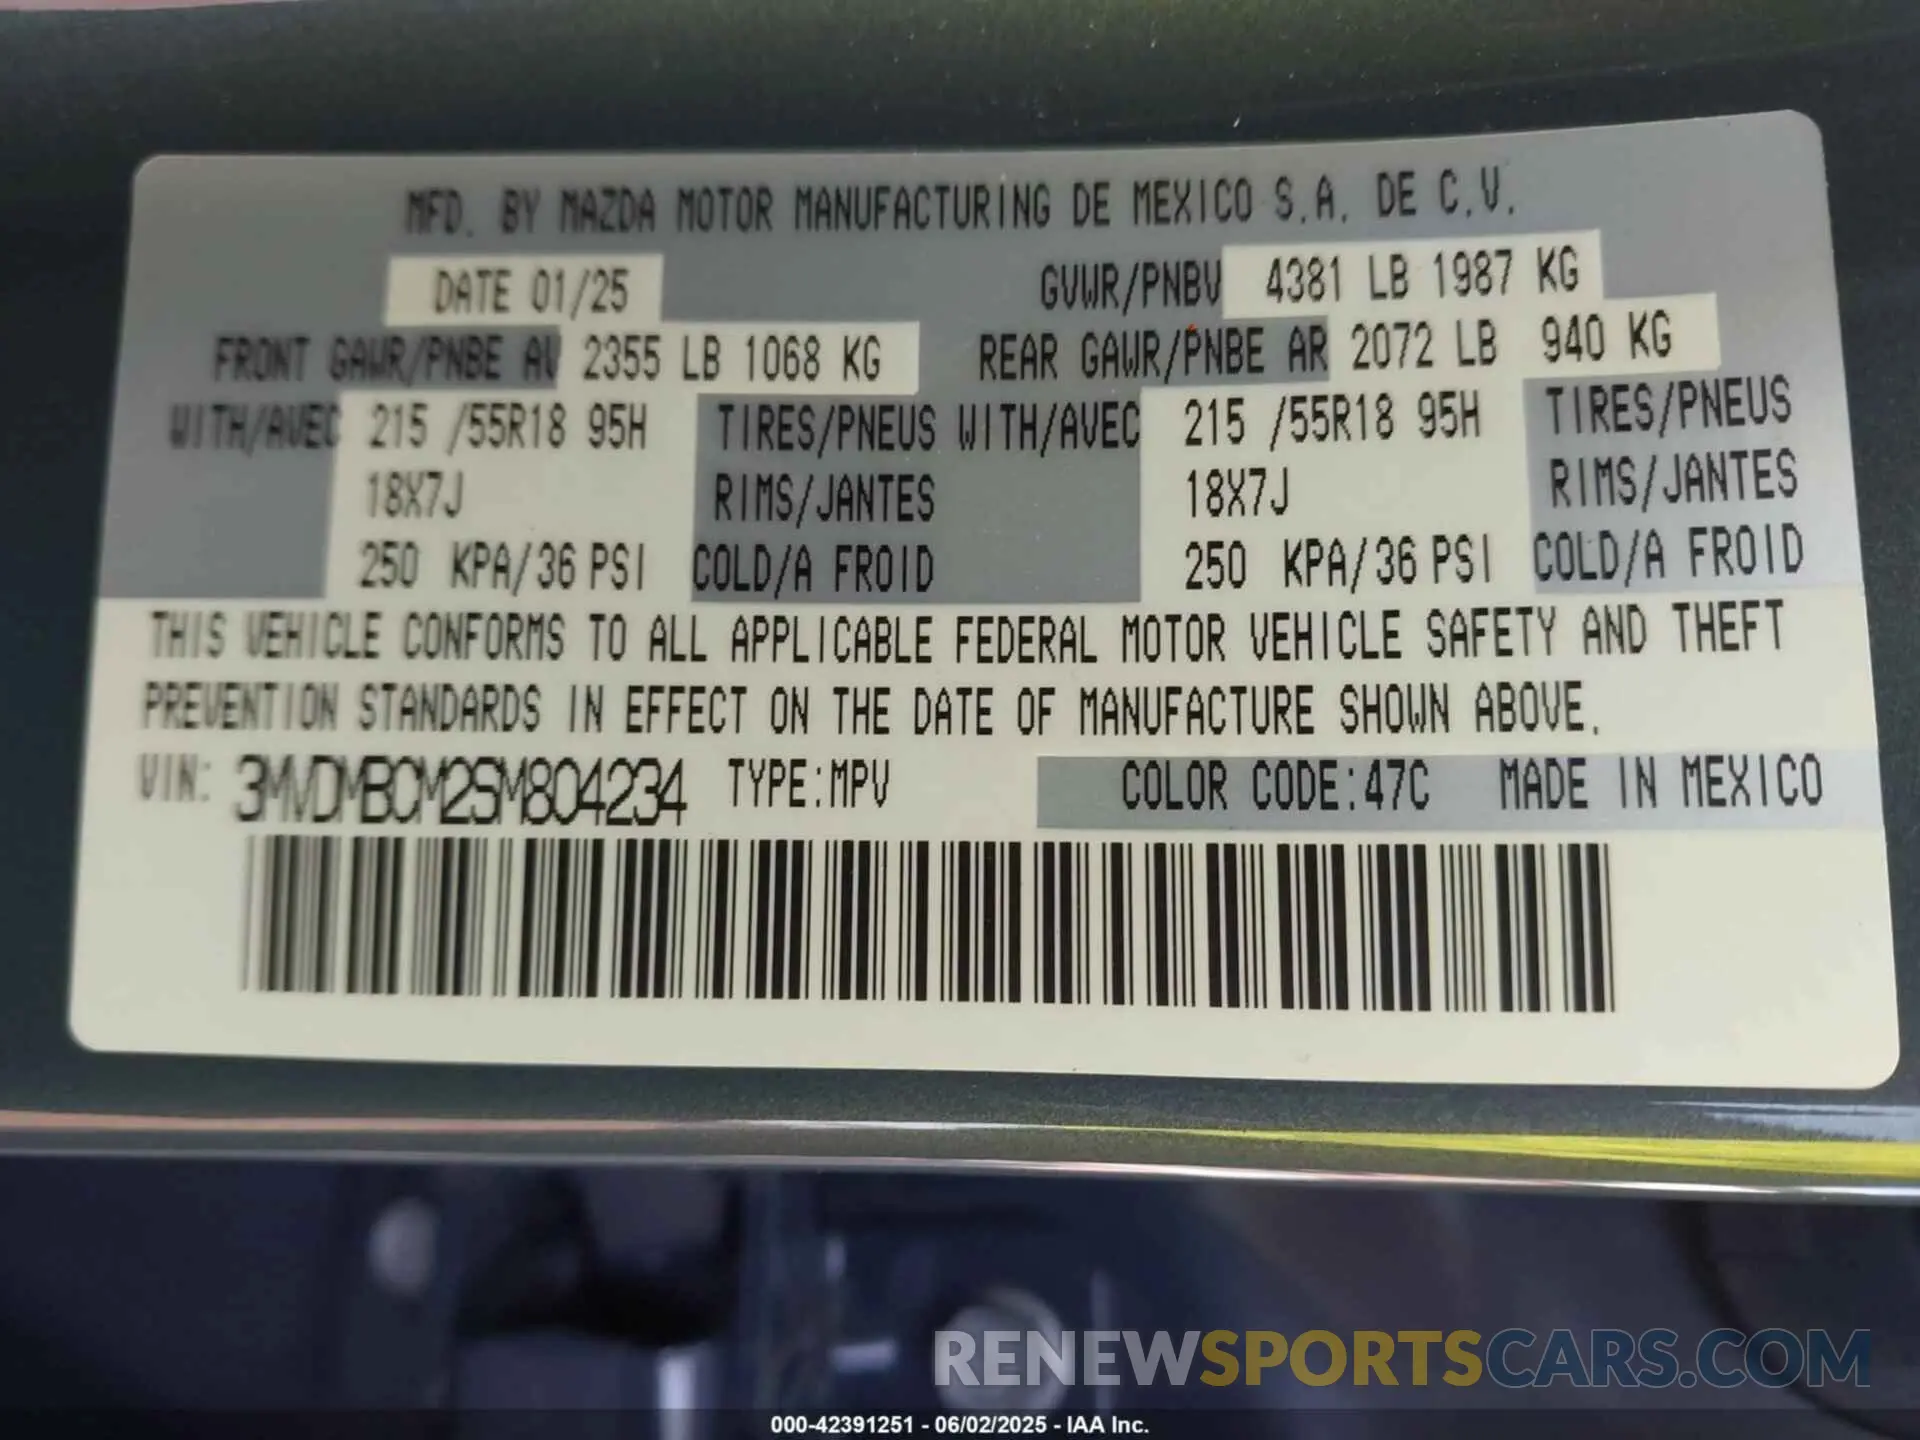 MFD. BY MAZDA MOTOR MANUFACTURING DE MEXICO S.A. DE C.V.
DATE 01/25 GVWR/PNBV 4381 LB 1987 KG
FRONT GAWR/PNBE AV 2355 LB 1068 KG REAR GAWR/PNBE AR 2072 LB 940 KG
WITH/AVEC 215 /55R18 95H TIRES/PNEUS WITH/AVEC 215 /55R18 95H TIRES/PNEUS
18X7J RIMS/JANTES 18X7J RIMS/JANTES
250 KPA/36 PSI COLD/A FROID 250 KPA/36 PSI COLD/A FROID
THIS VEHICLE CONFORMS TO ALL APPLICABLE FEDERAL MOTOR VEHICLE SAFETY AND THEFT
PREVENTION STANDARDS IN EFFECT ON THE DATE OF MANUFACTURE SHOWN ABOVE.
VIN: 3MVDMBCM2SM804234 TYPE:MPV COLOR CODE:47C MADE IN MEXICO
RENEWSPORTSCARS.COM
000-42391251 - 06/02/2025 - IAA Inc.